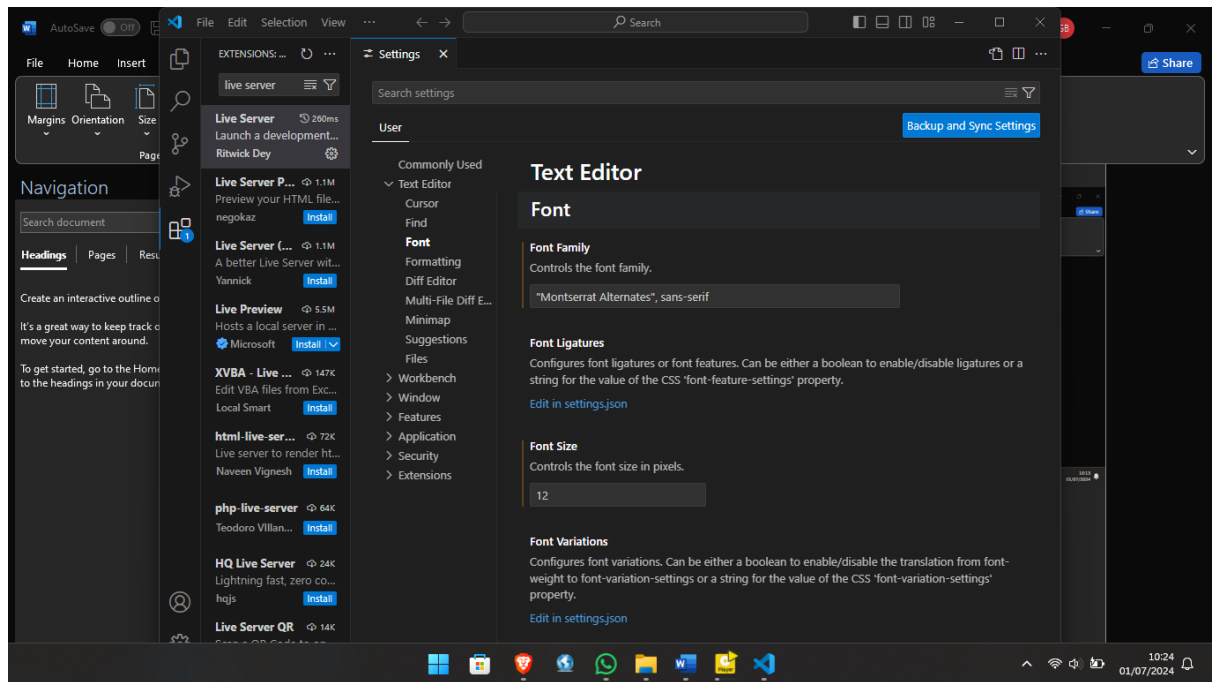 AutoSave Off
File Home Insert
Margins Orientation Size
Page
Navigation
Search document
Headings Pages Resu
Create an interactive outline o
It's a great way to keep track o
move your content around.
To get started, go to the Home
to the headings in your docum
File Edit Selection View ...
Search
EXTENSIONS: ...
live server
Live Server 260ms
Launch a development...
Ritwick Dey
Live Server P... 1.1M
Preview your HTML file...
negokaz Install
Live Server (... 1.1M
A better Live Server wit...
Yannick Install
Live Preview 5.5M
Hosts a local server in ...
Microsoft Install
XVBA - Live ... 147K
Edit VBA files from Exc...
Local Smart Install
html-live-ser... 72K
Live server to render ht...
Naveen Vignesh Install
php-live-server 64K
Teodoro VIllan... Install
HQ Live Server 24K
Lightning fast, zero co...
hqjs Install
Live Server QR 14K
1
Settings
Search settings
User
Backup and Sync Settings
Commonly Used
Text Editor
Cursor
Find
Font
Formatting
Diff Editor
Multi-File Diff E...
Minimap
Suggestions
Files
Workbench
Window
Features
Application
Security
Extensions
Text Editor
Font
Font Family
Controls the font family.
"Montserrat Alternates", sans-serif
Font Ligatures
Configures font ligatures or font features. Can be either a boolean to enable/disable ligatures or a
string for the value of the CSS 'font-feature-settings' property.
Edit in settings.json
Font Size
Controls the font size in pixels.
12
Font Variations
Configures font variations. Can be either a boolean to enable/disable the translation from font-
weight to font-variation-settings or a string for the value of the CSS 'font-variation-settings'
property.
Edit in settings.json
Share
Share
10:13
01/07/2024
10:24
01/07/2024